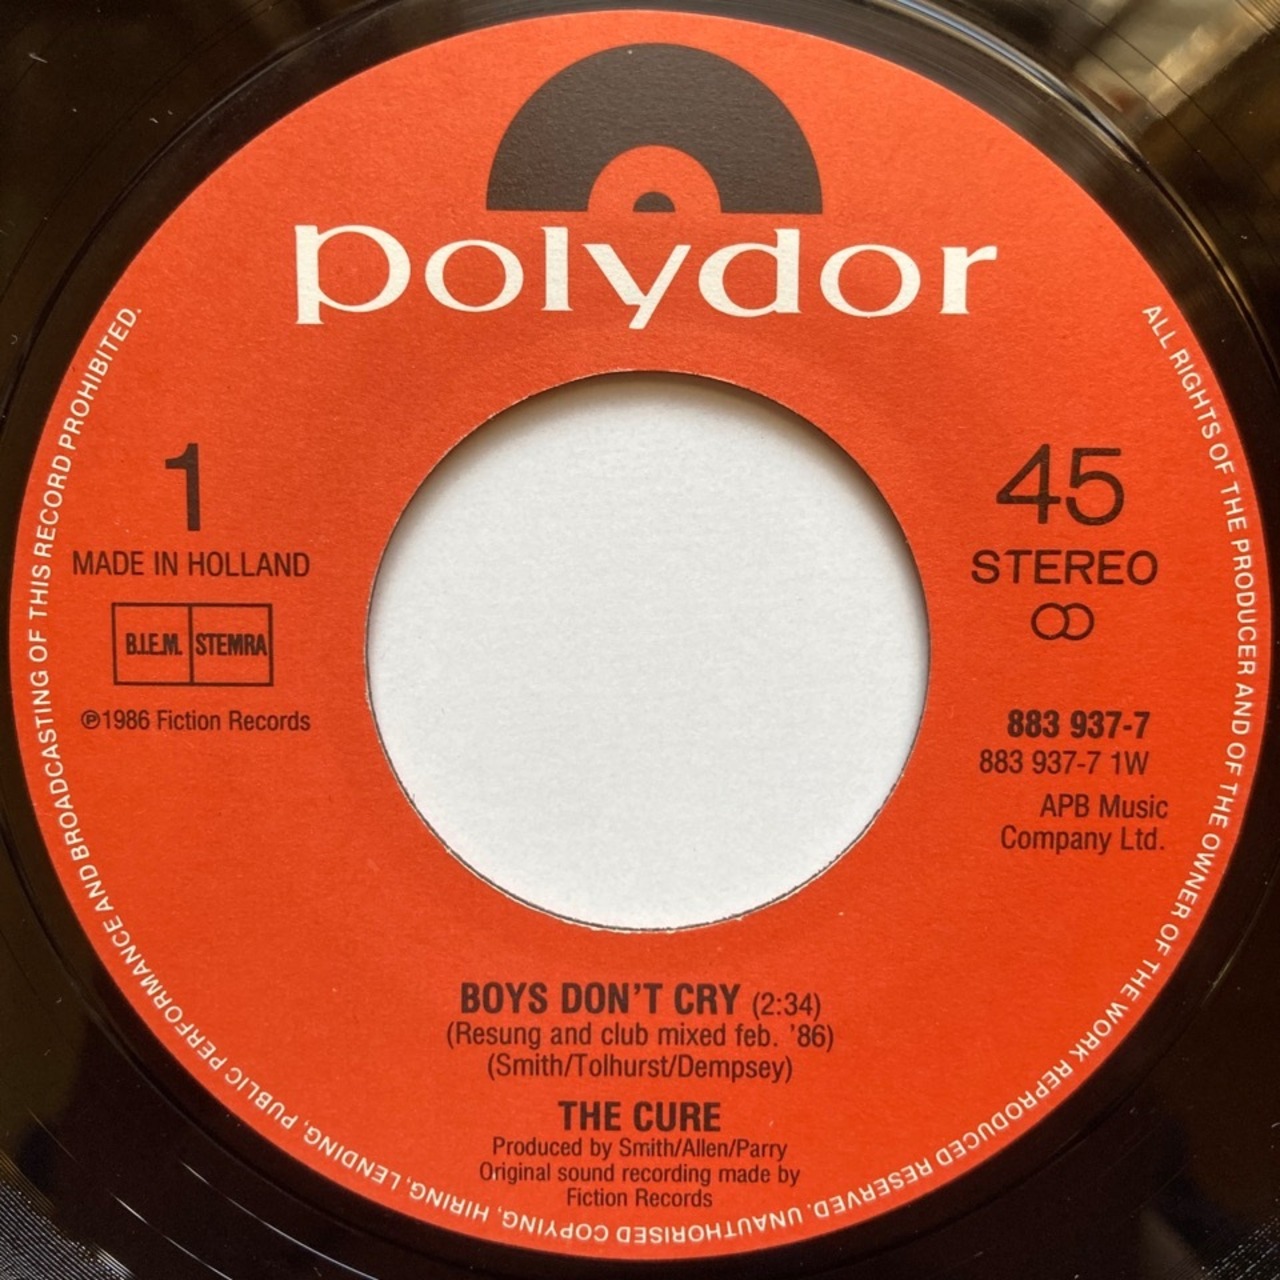 polydor
1
MADE IN HOLLAND
B.I.E.M. STEMRA
℗1986 Fiction Records
45
STEREO
883 937-7
883 937-7 1W
APB Music
Company Ltd.
BOYS DON'T CRY (2:34)
(Resung and club mixed feb. '86)
(Smith/Tolhurst/Dempsey)
THE CURE
Produced by Smith/Allen/Parry
Original sound recording made by
Fiction Records
ALL RIGHTS OF THE PRODUCER AND OF THE OWNER OF THE WORK REPRODUCED RESERVED. UNAUTHORISED COPYING, HIRING, LENDING, PUBLIC PERFORMANCE AND BROADCASTING OF THIS RECORD PROHIBITED.